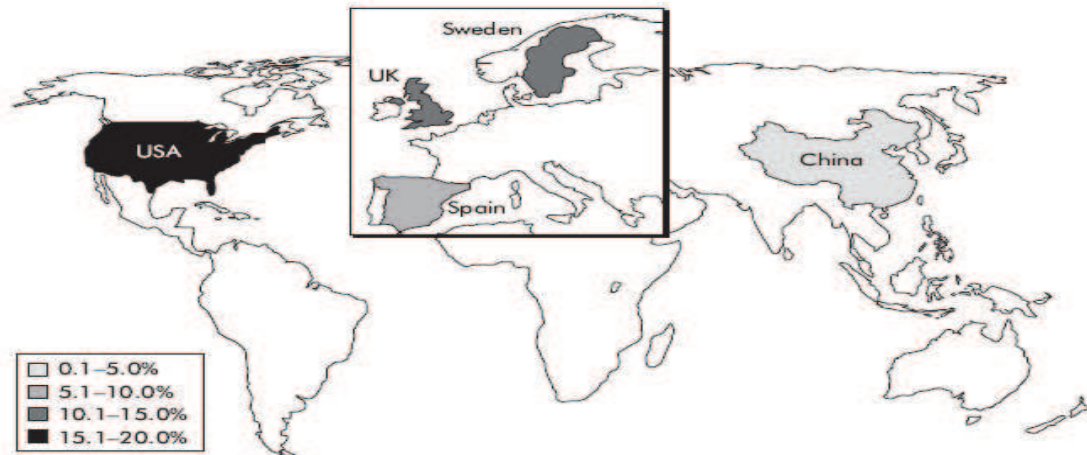 Sweden
UK
USA
China
Spain
0.1–5.0%
5.1–10.0%
10.1–15.0%
15.1–20.0%